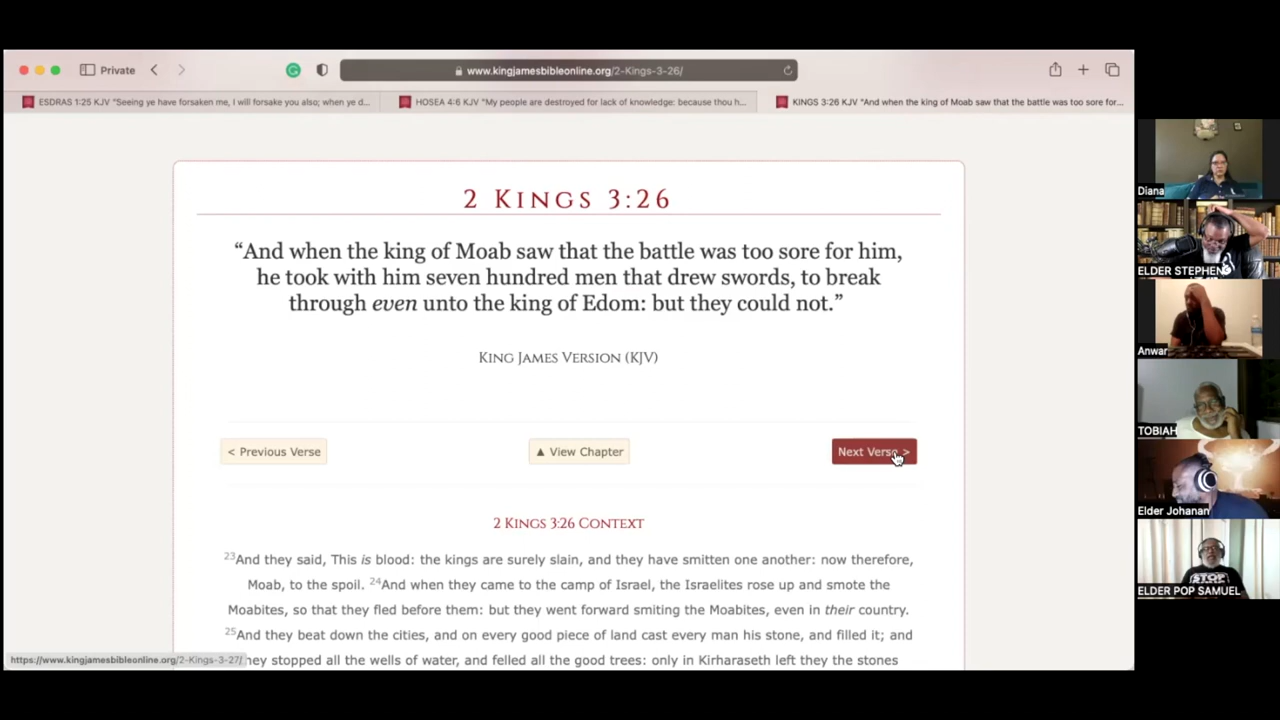 Private
www.kingjamesbibleonline.org/2-Kings-3-26/
ESDRAS 1:25 KJV "Seeing ye have forsaken me, I will forsake you also; when ye d...
HOSEA 4:6 KJV "My people are destroyed for lack of knowledge: because thou h...
KINGS 3:26 KJV "And when the king of Moab saw that the battle was too sore for...
2 KINGS 3:26
“And when the king of Moab saw that the battle was too sore for him,
he took with him seven hundred men that drew swords, to break
through even unto the king of Edom: but they could not.”
KING JAMES VERSION (KJV)
< Previous Verse
▲ View Chapter
Next Verse >
2 KINGS 3:26 CONTEXT
23And they said, This is blood: the kings are surely slain, and they have smitten one another: now therefore,
Moab, to the spoil. 24And when they came to the camp of Israel, the Israelites rose up and smote the
Moabites, so that they fled before them: but they went forward smiting the Moabites, even in their country.
25And they beat down the cities, and on every good piece of land cast every man his stone, and filled it; and
they stopped all the wells of water, and felled all the good trees: only in Kirharaseth left they the stones
https://www.kingjamesbibleonline.org/2-Kings-3-27/
Diana
ELDER STEPHEN
Anwar
TOBIAH
Elder Johanan
STOP
ELDER POP SAMUEL